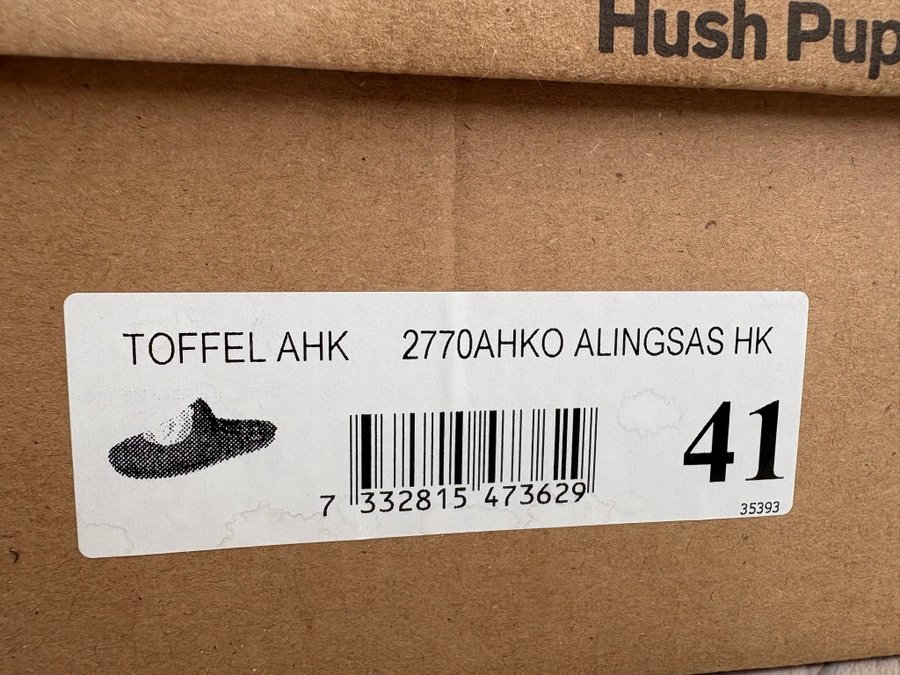 Hush Pup
TOFFEL AHK 2770AHKO ALINGSAS HK
41
7 332815 473629
35393